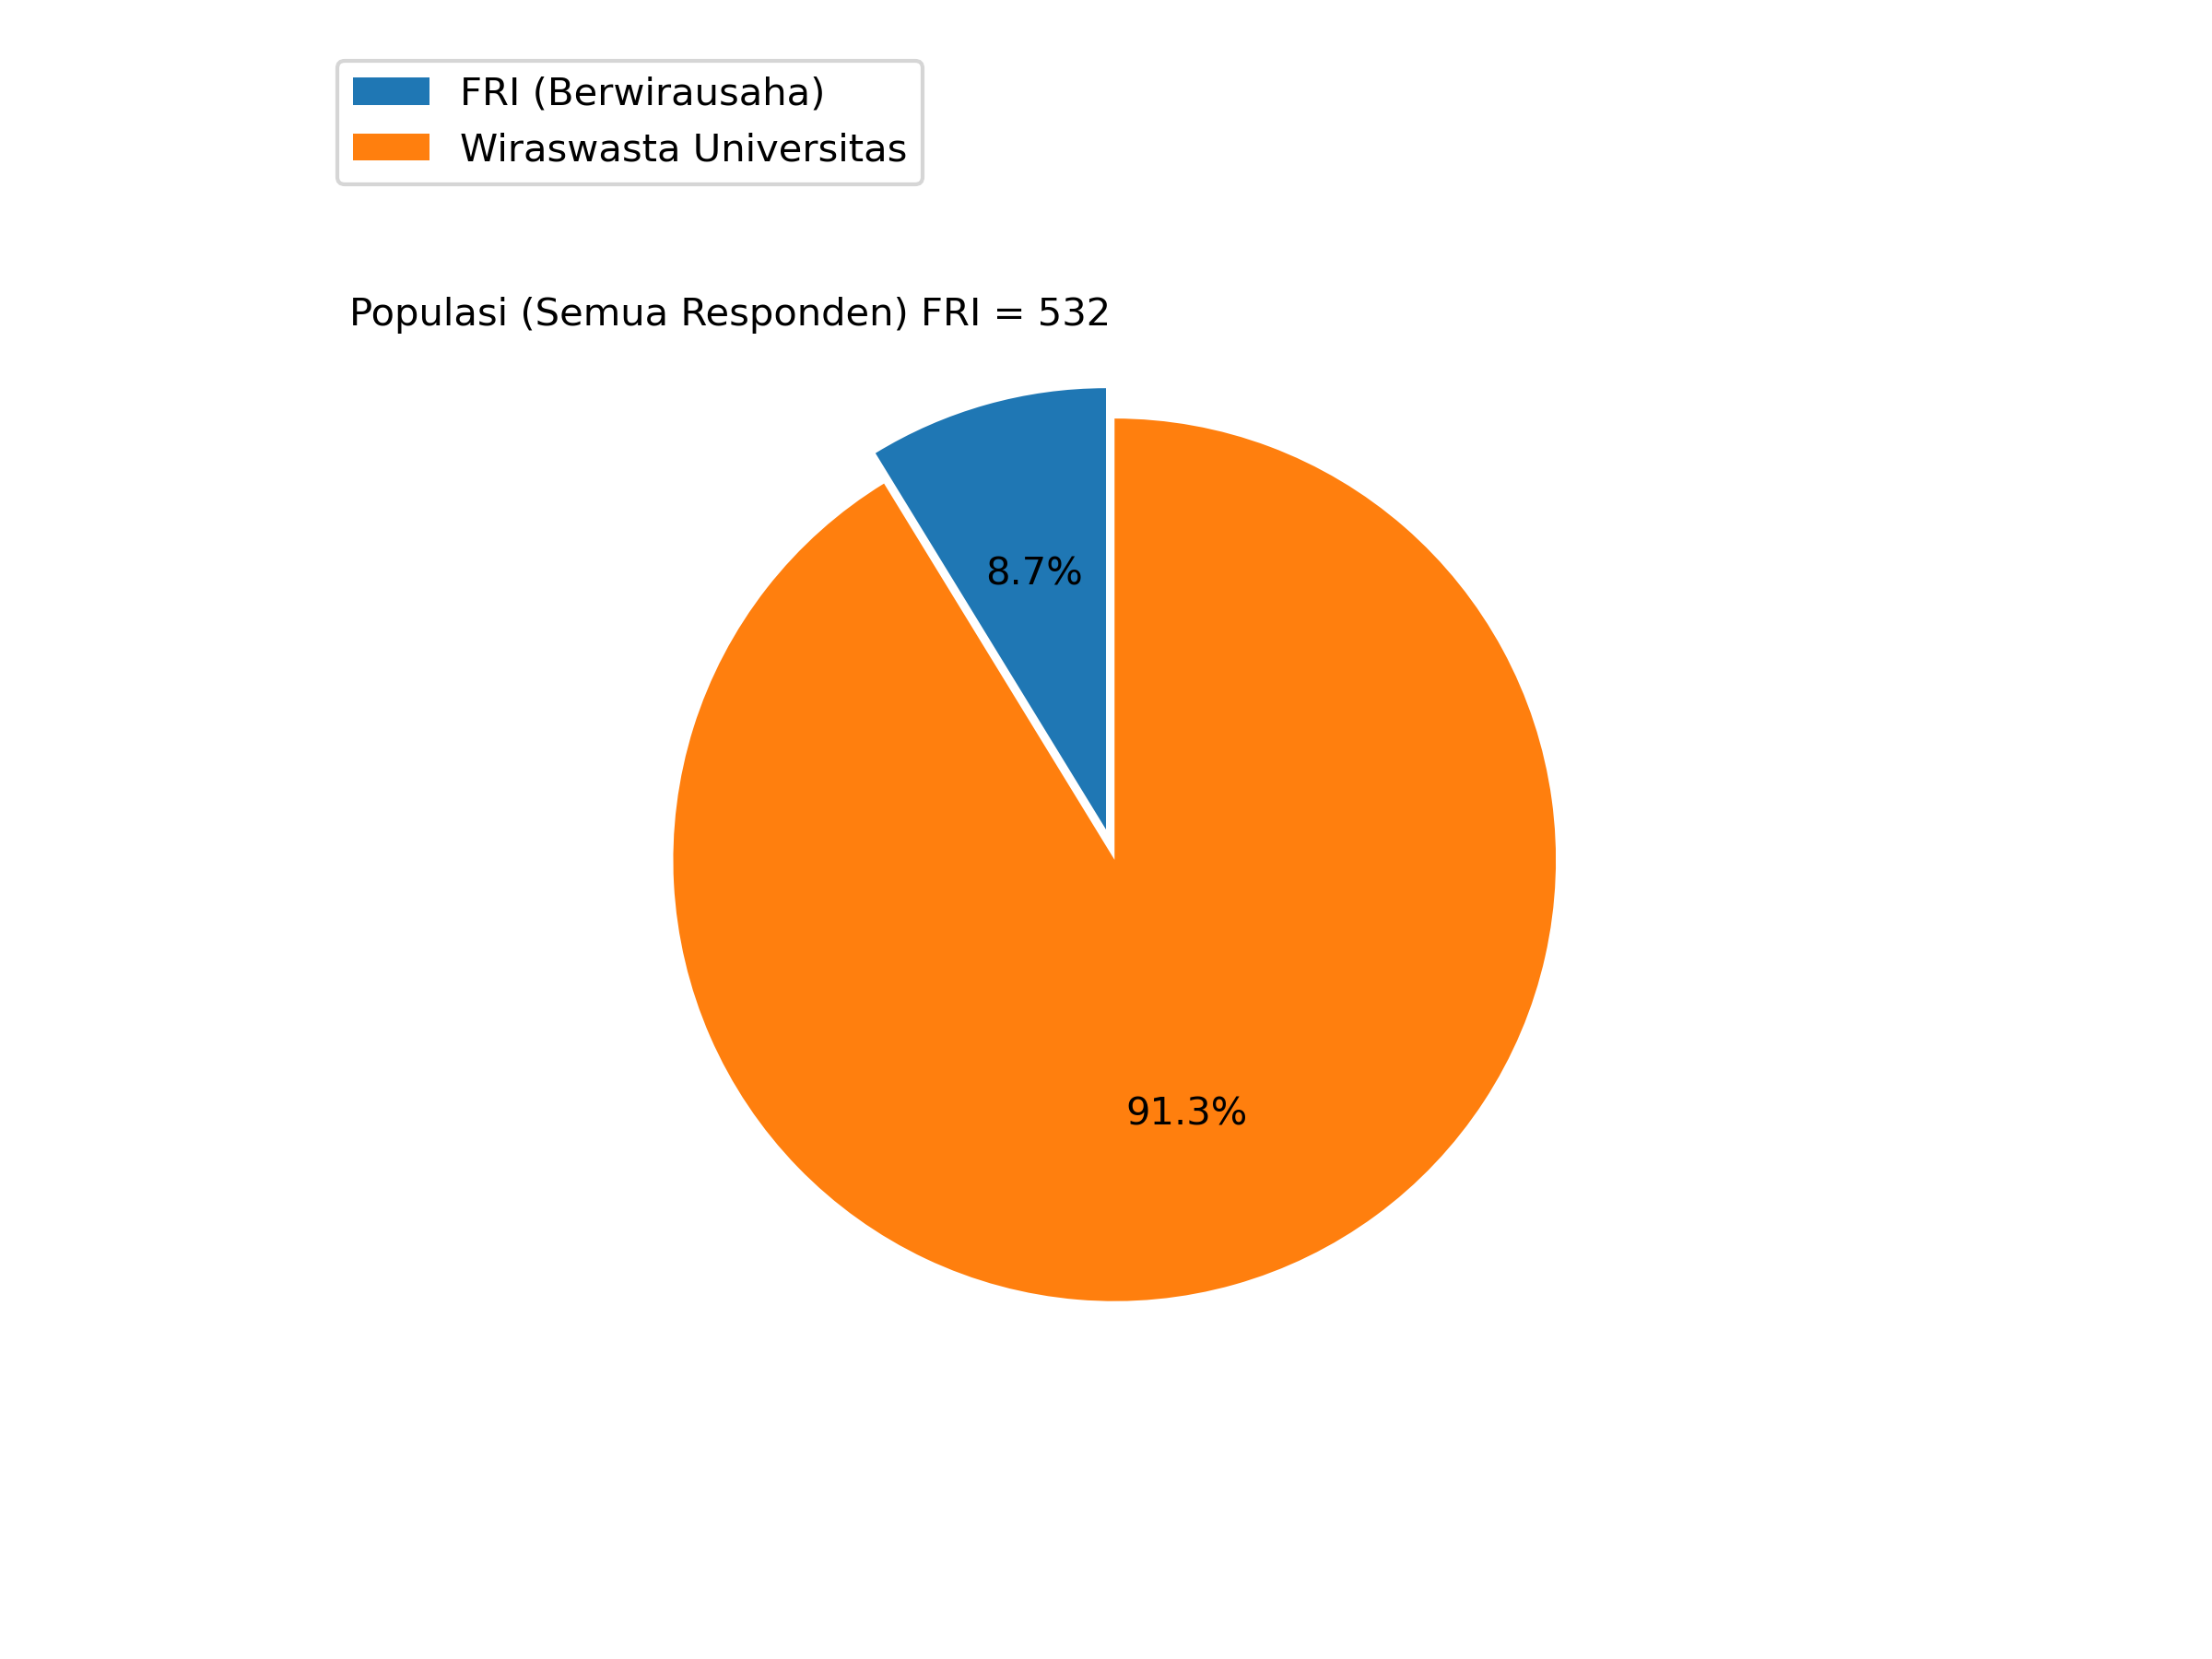 FRI (Berwirausaha)
Wiraswasta Universitas
Populasi (Semua Responden) FRI = 532
8.7%
91.3%